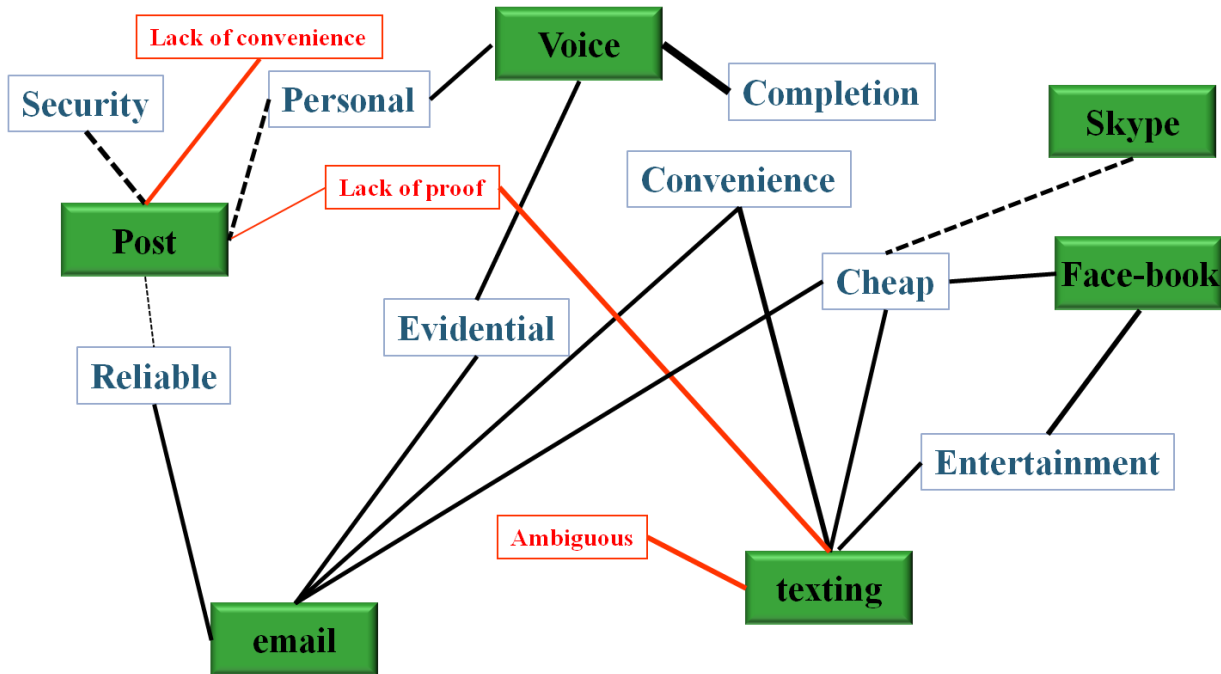 Lack of convenience
Voice
Security
Personal
Completion
Skype
Lack of proof
Convenience
Post
Cheap
Face-book
Evidential
Reliable
Entertainment
Ambiguous
texting
email